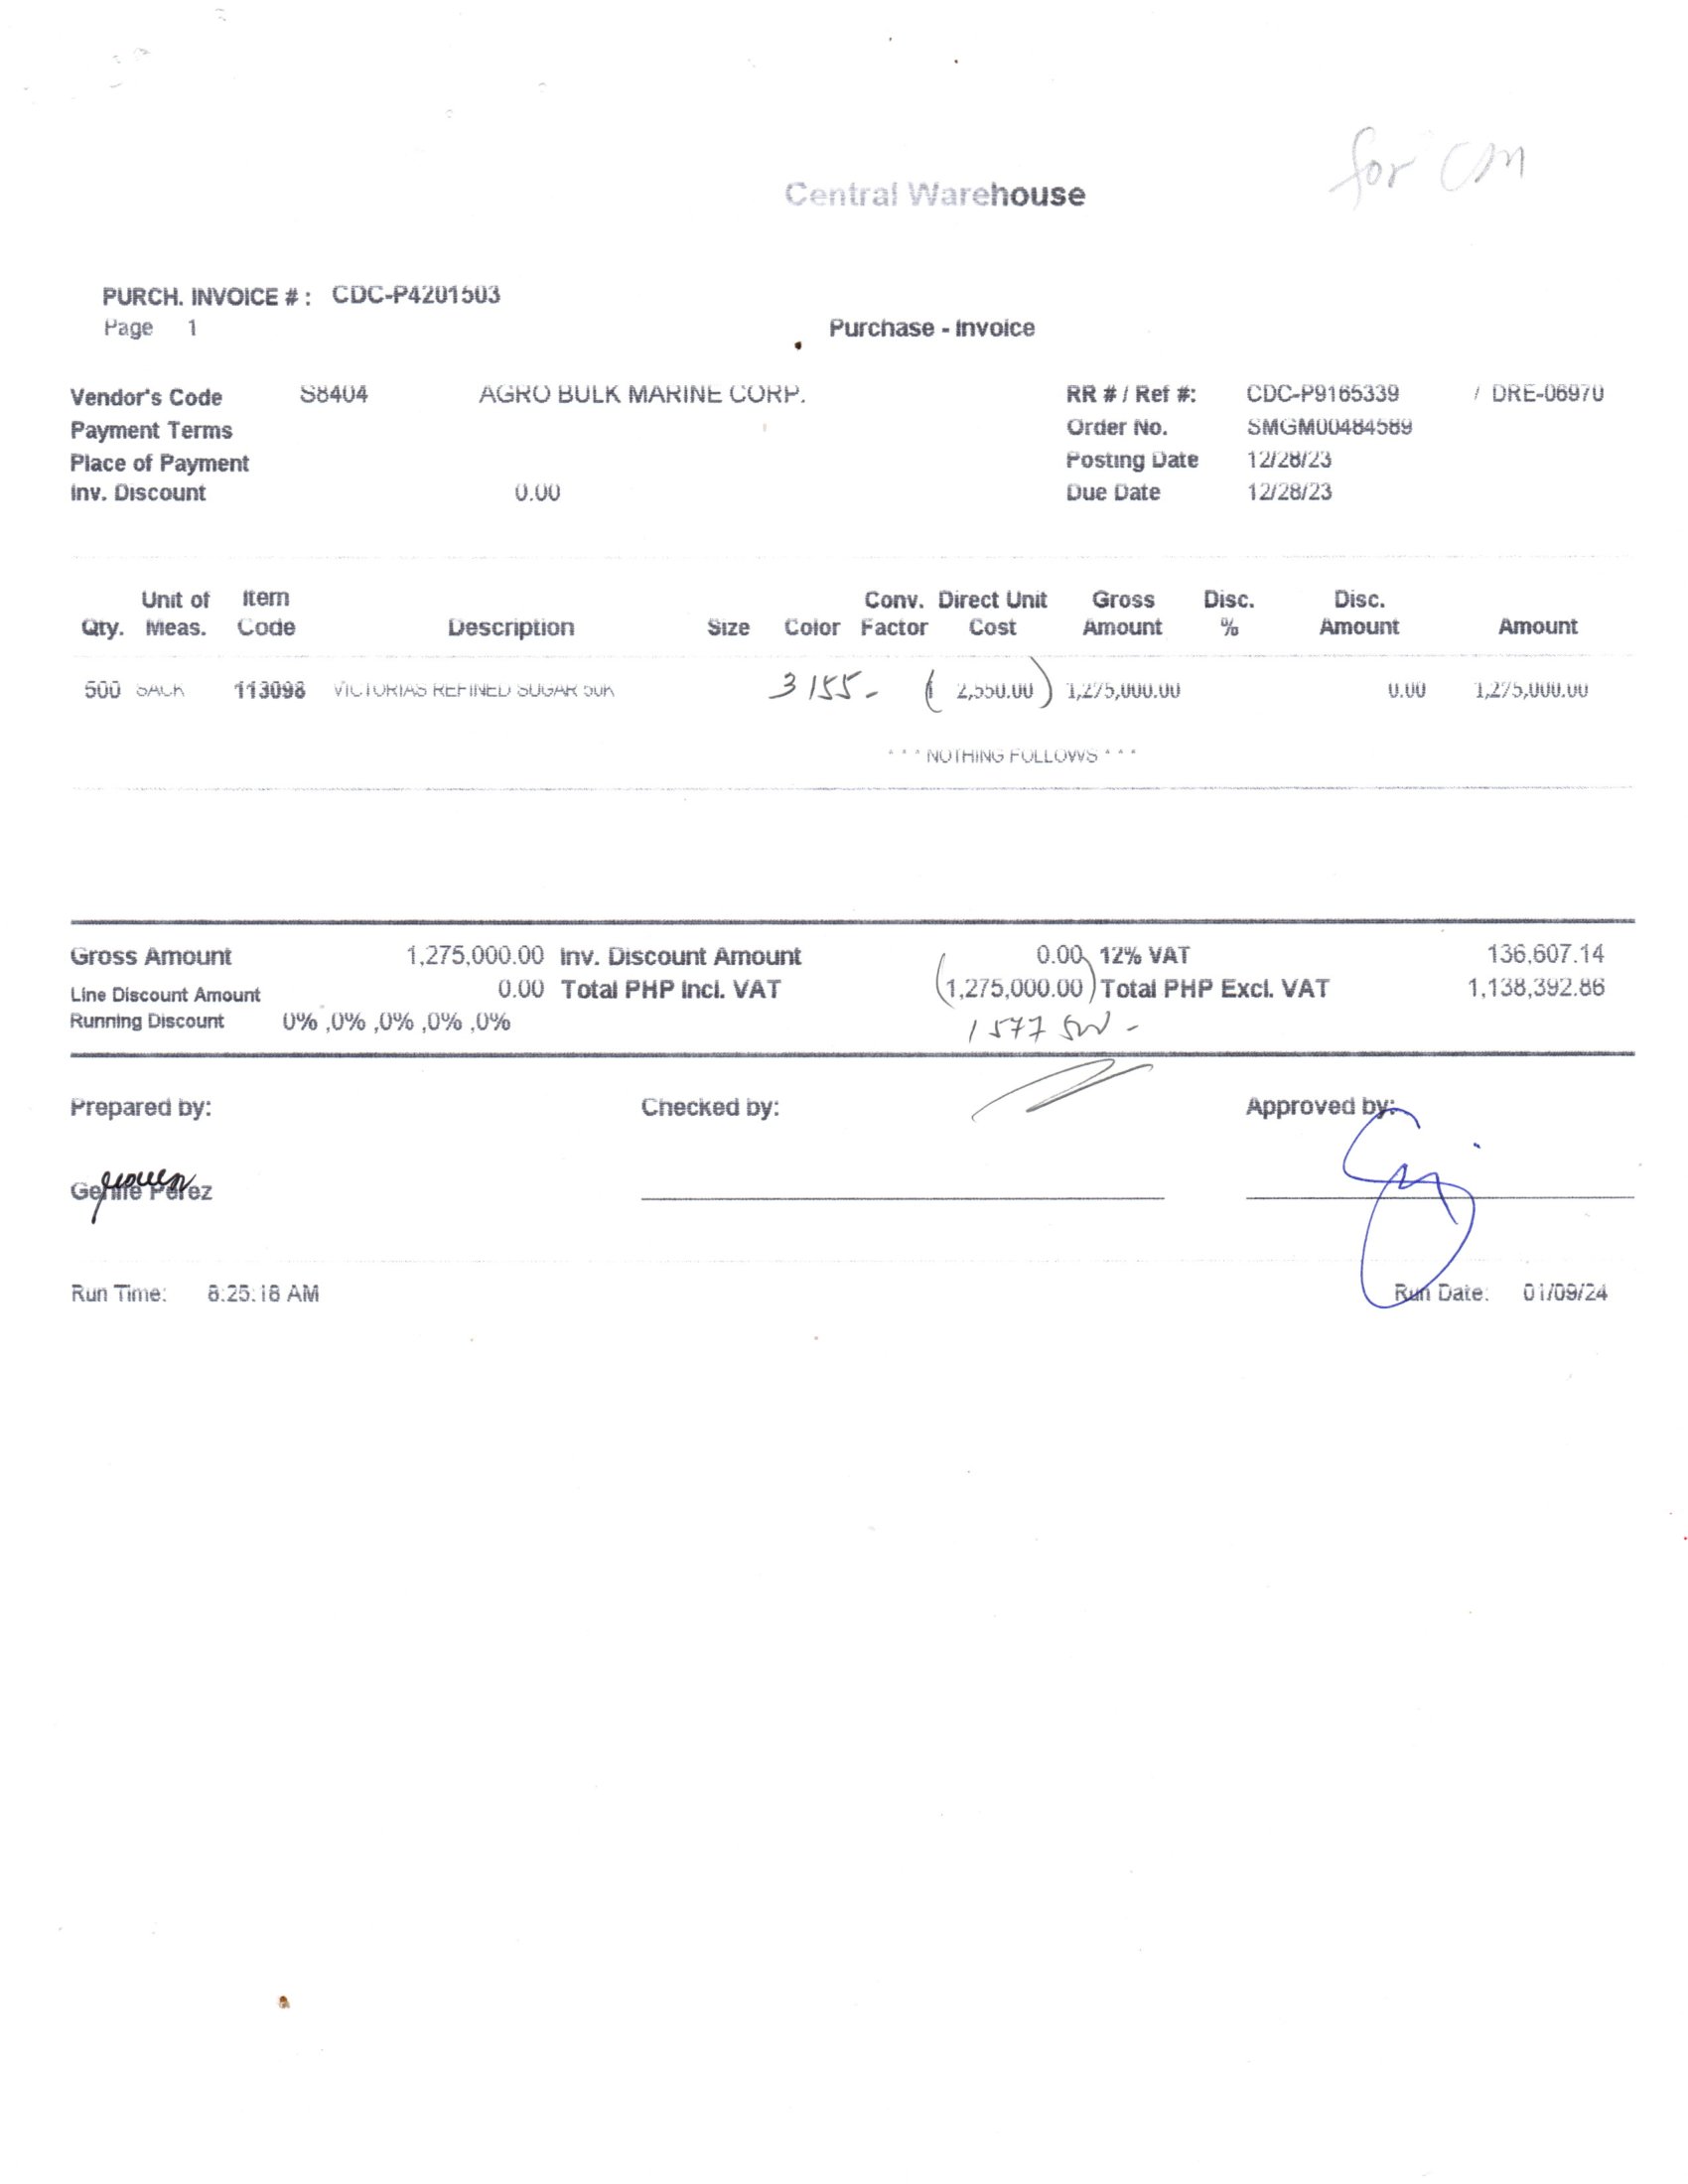 for CM
Central Warehouse
PURCH. INVOICE # : CDC-P4201503
Page 1
Purchase - Invoice
Vendor's Code S8404 AGRO BULK MARINE CORP. RR # / Ref #: CDC-P9165339 / DRE-06970
Payment Terms Order No. SMGM00484589
Place of Payment Posting Date 12/28/23
Inv. Discount 0.00 Due Date 12/28/23
Qty. Unit of Meas. Item Code Description Size Color Conv. Factor Direct Unit Cost Gross Amount Disc. % Disc. Amount Amount
500 SACK 113098 VICTORIAS REFINED SUGAR 50K 3155- (2,550.00) 1,275,000.00 0.00 1,275,000.00
* * * NOTHING FOLLOWS * * *
Gross Amount 1,275,000.00 Inv. Discount Amount 0.00 12% VAT 136,607.14
Line Discount Amount 0.00 Total PHP Incl. VAT (1,275,000.00) Total PHP Excl. VAT 1,138,392.86
Running Discount 0% ,0% ,0% ,0% ,0%
1577 500 -
Prepared by: Checked by: Approved by:
Gennie Perez
Run Time: 8:25:18 AM Run Date: 01/09/24